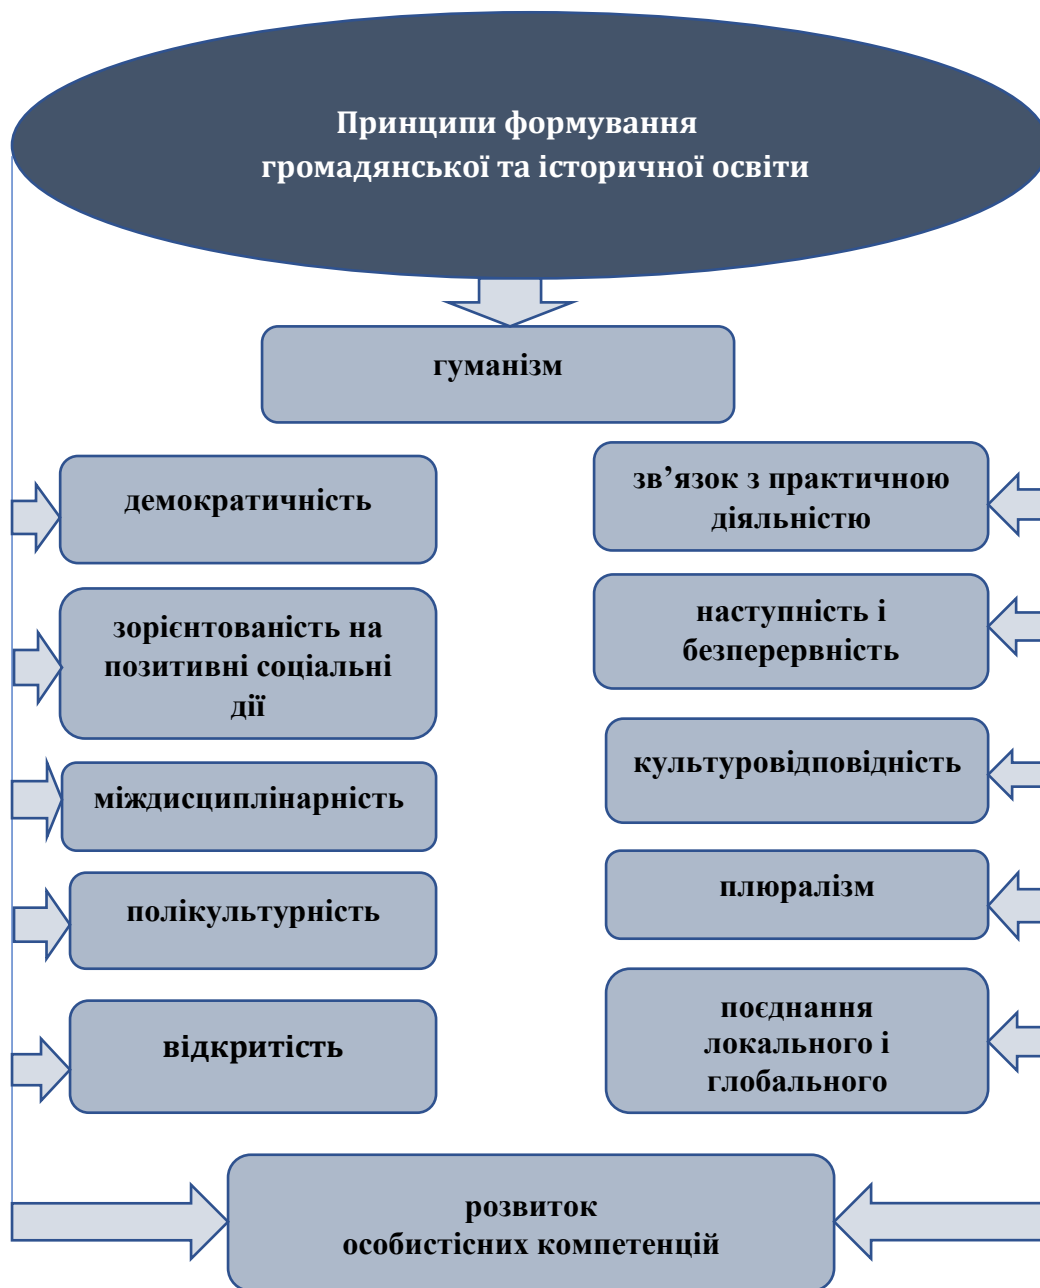 Принципи формування
громадянської та історичної освіти
гуманізм
демократичність
зорієнтованість на
позитивні соціальні
дії
міждисциплінарність
полікультурність
відкритість
зв’язок з практичною
діяльністю
наступність і
безперервність
культуровідповідність
плюралізм
поєднання
локального і
глобального
розвиток
особистісних компетенцій